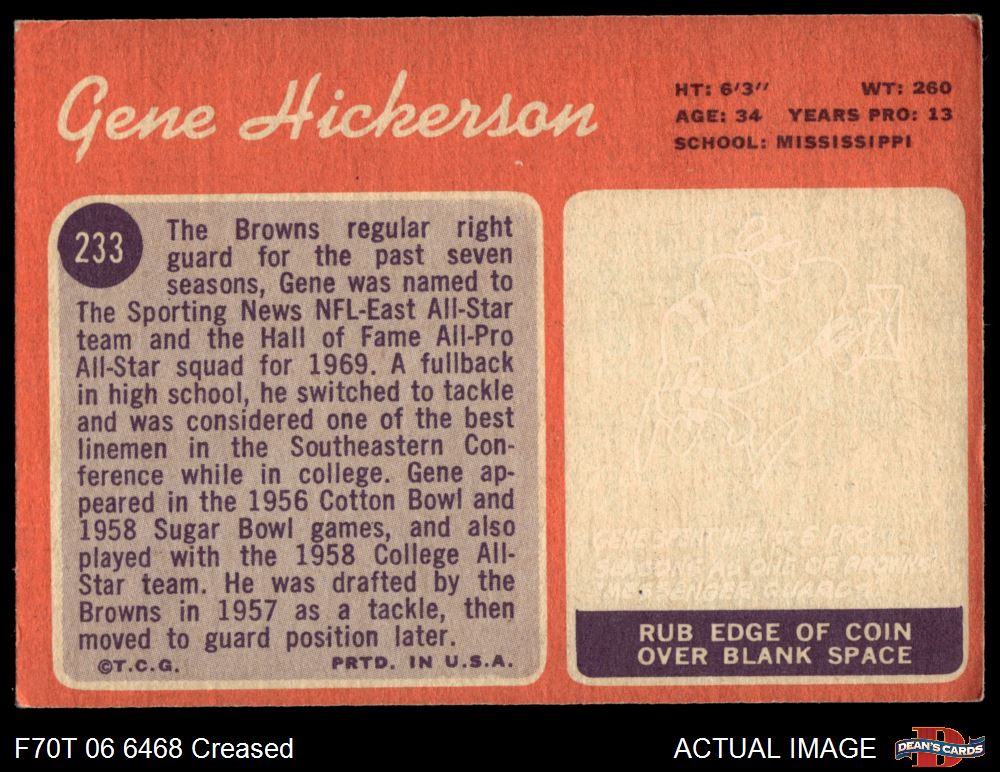 Gene Hickerson
HT: 6'3" WT: 260
AGE: 34 YEARS PRO: 13
SCHOOL: MISSISSIPPI
233
The Browns regular right
guard for the past seven
seasons, Gene was named to
The Sporting News NFL-East All-Star
team and the Hall of Fame All-Pro
All-Star squad for 1969. A fullback
in high school, he switched to tackle
and was considered one of the best
linemen in the Southeastern Con-
ference while in college. Gene ap-
peared in the 1956 Cotton Bowl and
1958 Sugar Bowl games, and also
played with the 1958 College All-
Star team. He was drafted by the
Browns in 1957 as a tackle, then
moved to guard position later.
©T.C.G. PRTD. IN U.S.A.
AS ONE OF BROWNS'
MESSENGER GUARDS
RUB EDGE OF COIN
OVER BLANK SPACE
F70T 06 6468 Creased
ACTUAL IMAGE
DEAN'S CARDS